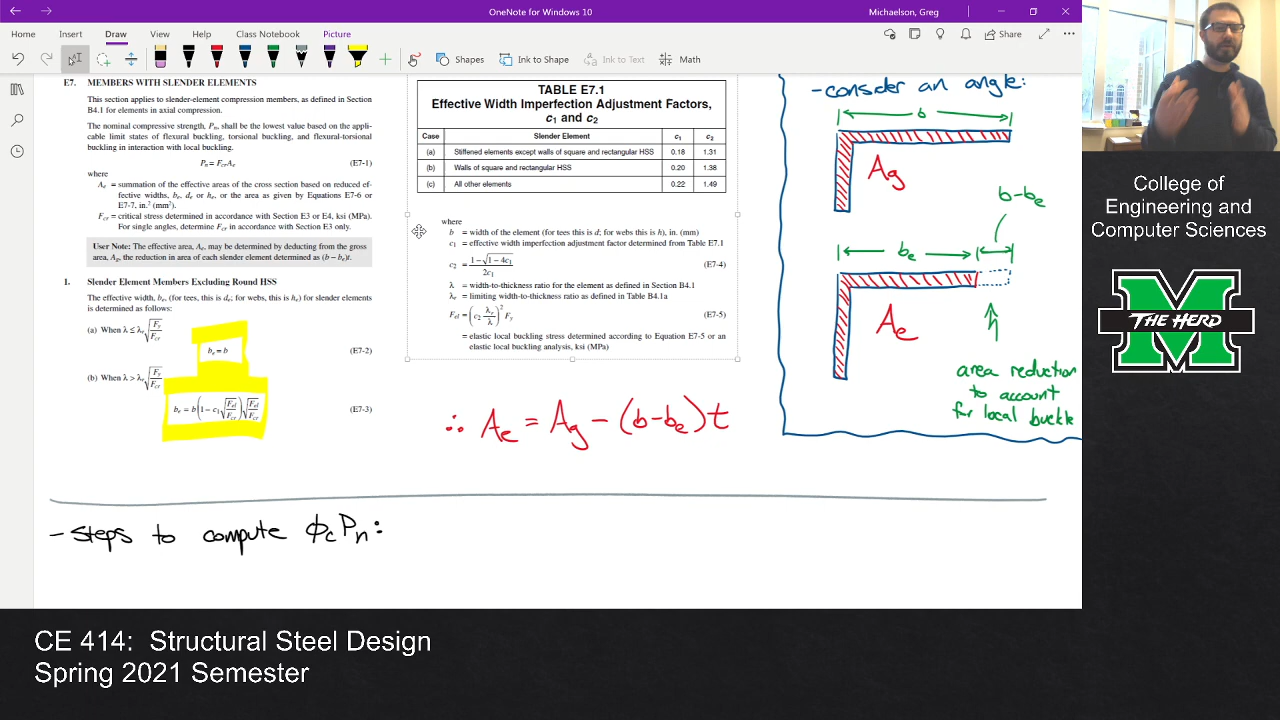 OneNote for Windows 10
Michaelson, Greg
Home
Insert
Draw
View
Help
Class Notebook
Picture
Share
Shapes
Ink to Shape
Ink to Text
Math
E7. MEMBERS WITH SLENDER ELEMENTS
This section applies to slender-element compression members, as defined in Section
B4.1 for elements in axial compression.
The nominal compressive strength, Pn, shall be the lowest value based on the appli-
cable limit states of flexural buckling, torsional buckling, and flexural-torsional
buckling in interaction with local buckling.
Pn = FcrAe (E7-1)
where
Ae = summation of the effective areas of the cross section based on reduced ef-
fective widths, be, de or he, or the area as given by Equations E7-6 or
E7-7, in.² (mm²).
Fcr = critical stress determined in accordance with Section E3 or E4, ksi (MPa).
For single angles, determine Fcr in accordance with Section E3 only.
User Note: The effective area, Ae, may be determined by deducting from the gross
area, Ag, the reduction in area of each slender element determined as (b − be)t.
1. Slender Element Members Excluding Round HSS
The effective width, be, (for tees, this is de; for webs, this is he) for slender elements
is determined as follows:
(a) When λ ≤ λr√(Fy/Fcr)
be = b (E7-2)
(b) When λ > λr√(Fy/Fcr)
be = b(1 − c1√(Fel/Fcr))√(Fel/Fcr) (E7-3)
TABLE E7.1
Effective Width Imperfection Adjustment Factors,
c1 and c2
Case Slender Element c1 c2
(a) Stiffened elements except walls of square and rectangular HSS 0.18 1.31
(b) Walls of square and rectangular HSS 0.20 1.38
(c) All other elements 0.22 1.49
where
b = width of the element (for tees this is d; for webs this is h), in. (mm)
c1 = effective width imperfection adjustment factor determined from Table E7.1
c2 = (1 − √(1 − 4c1))/2c1 (E7-4)
λ = width-to-thickness ratio for the element as defined in Section B4.1
λr = limiting width-to-thickness ratio as defined in Table B4.1a
Fel = (c2 λr/λ)² Fy (E7-5)
= elastic local buckling stress determined according to Equation E7-5 or an
elastic local buckling analysis, ksi (MPa)
∴ Ae = Ag − (b−be)t
-consider an angle:
b
Ag
b-be
be
Ae
area reduction
to account
for local buckle
- steps to compute ϕcPn:
College of
Engineering and
Computer Sciences
THE HERD
CE 414: Structural Steel Design
Spring 2021 Semester